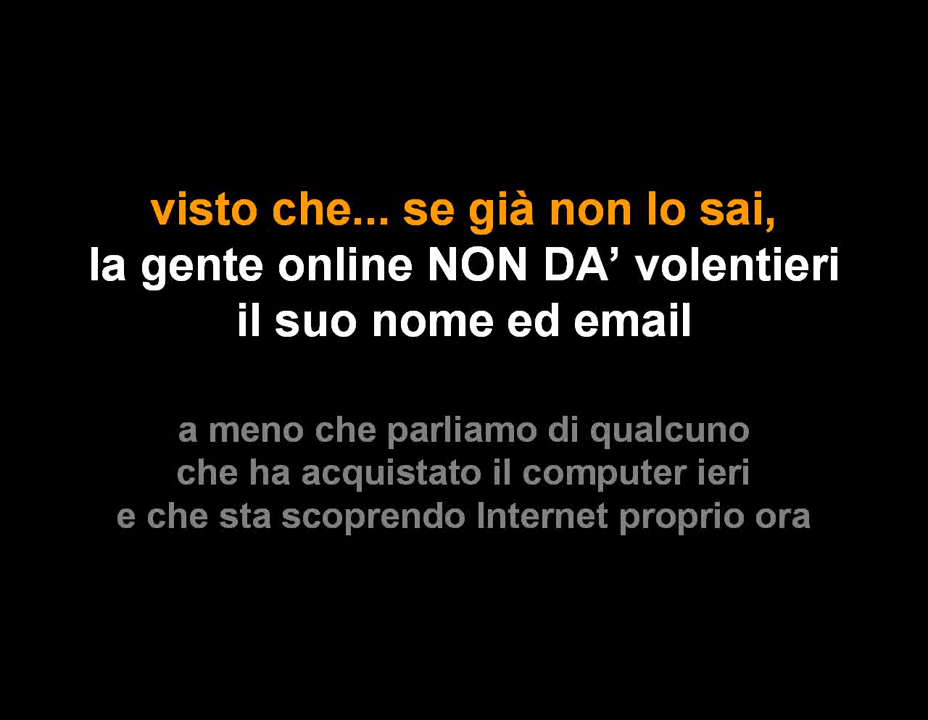 visto che... se già non lo sai,
la gente online NON DA’ volentieri
il suo nome ed email
a meno che parliamo di qualcuno
che ha acquistato il computer ieri
e che sta scoprendo Internet proprio ora